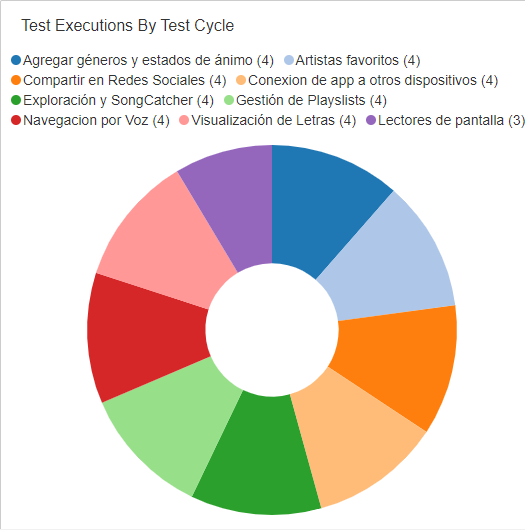 Test Executions By Test Cycle
Agregar géneros y estados de ánimo (4) Artistas favoritos (4)
Compartir en Redes Sociales (4) Conexion de app a otros dispositivos (4)
Exploración y SongCatcher (4) Gestión de Playslists (4)
Navegacion por Voz (4) Visualización de Letras (4) Lectores de pantalla (3)